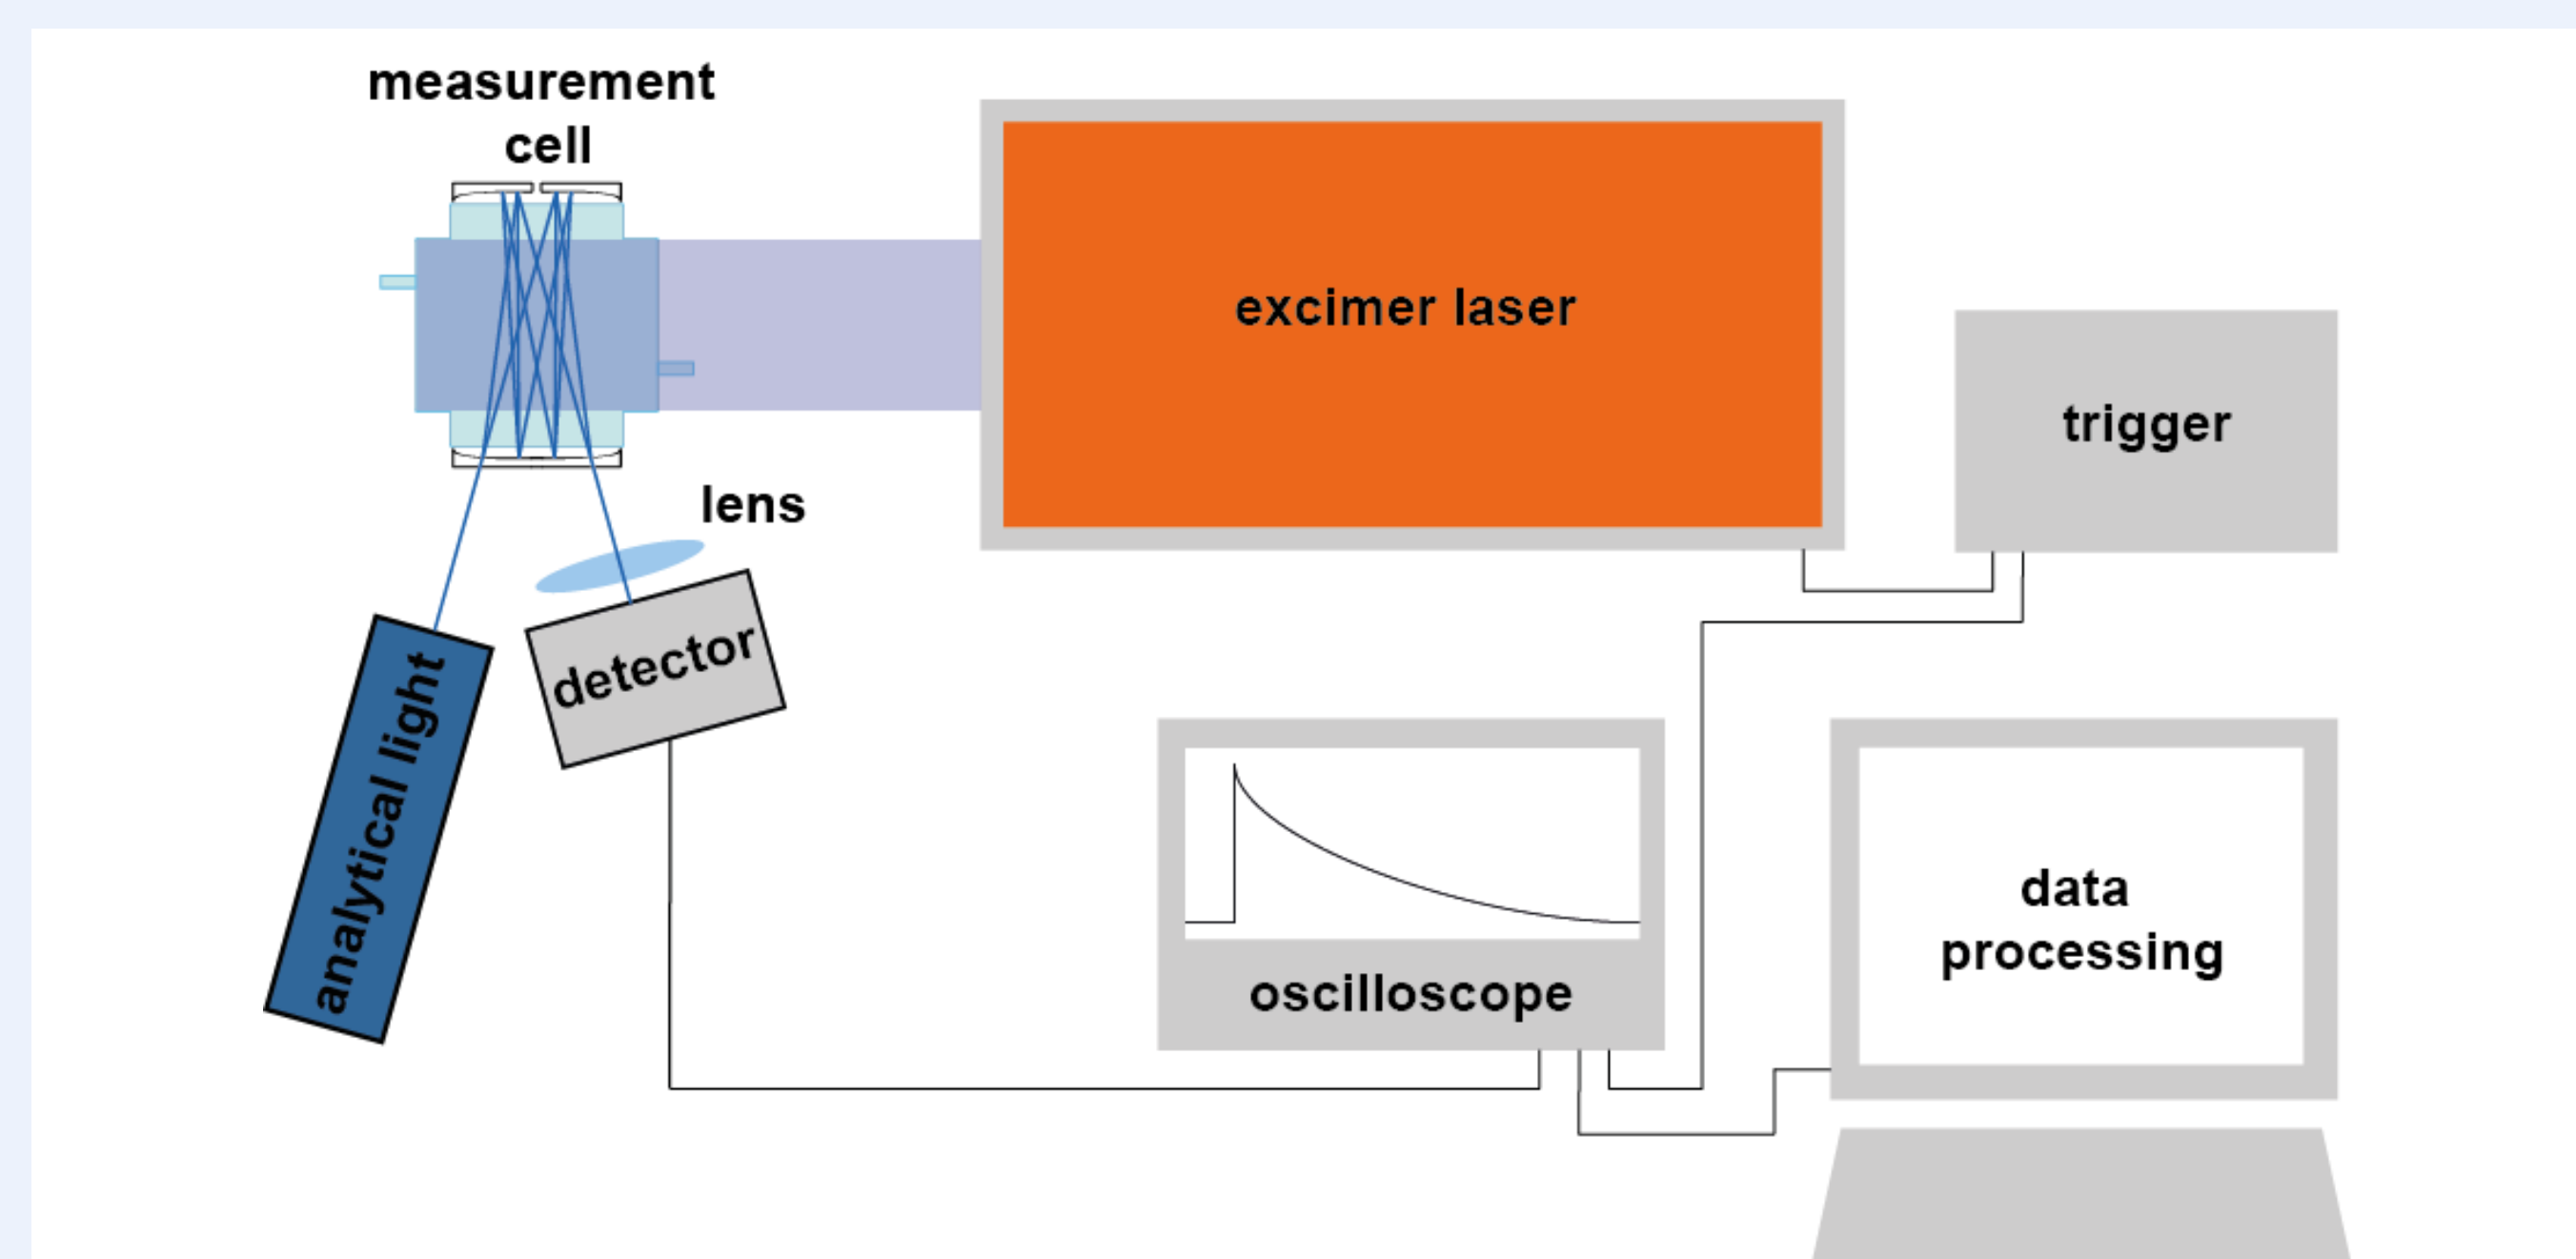 measurement
cell
excimer laser
trigger
lens
detector
analytical light
oscilloscope
data
processing